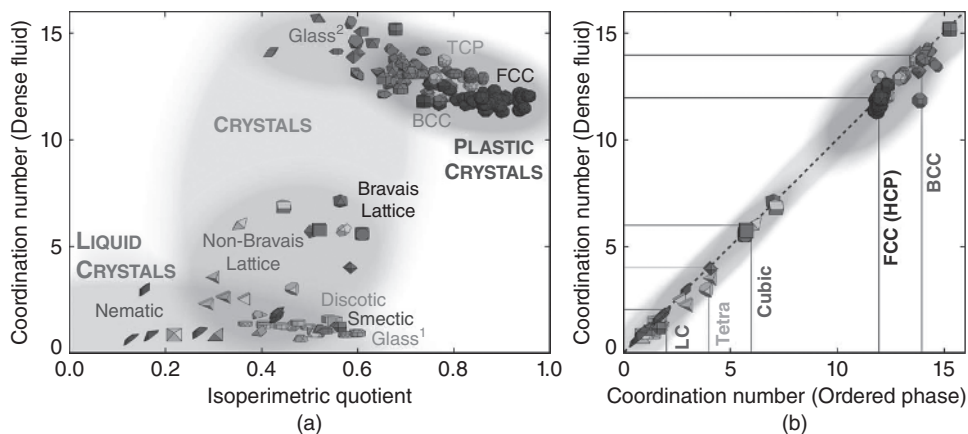 15
10
5
0
Coordination number (Dense fluid)
Glass²
TCP
FCC
BCC
CRYSTALS
PLASTIC
CRYSTALS
Bravais
Lattice
Non-Bravais
Lattice
LIQUID
CRYSTALS
Nematic
Discotic
Smectic
Glass¹
0.0
0.2
0.4
0.6
0.8
1.0
Isoperimetric quotient
(a)
15
10
5
0
Coordination number (Dense fluid)
LC
Tetra
Cubic
FCC (HCP)
BCC
0
5
10
15
Coordination number (Ordered phase)
(b)